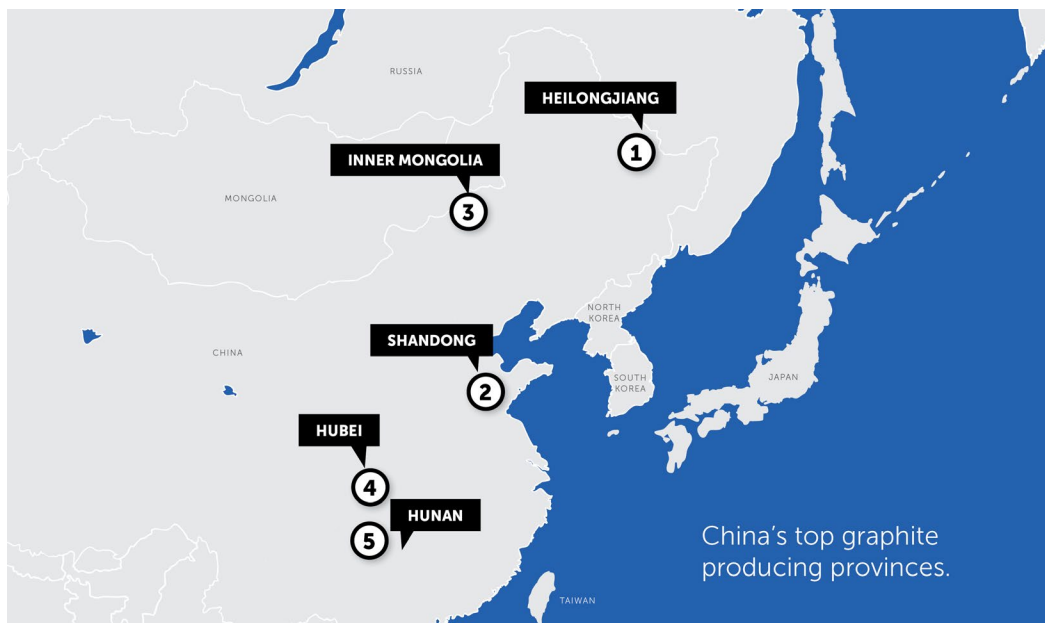 RUSSIA
HEILONGJIANG
1
INNER MONGOLIA
3
MONGOLIA
NORTH
KOREA
SHANDONG
2
CHINA
SOUTH
KOREA
JAPAN
HUBEI
4
HUNAN
5
China’s top graphite
producing provinces.
TAIWAN